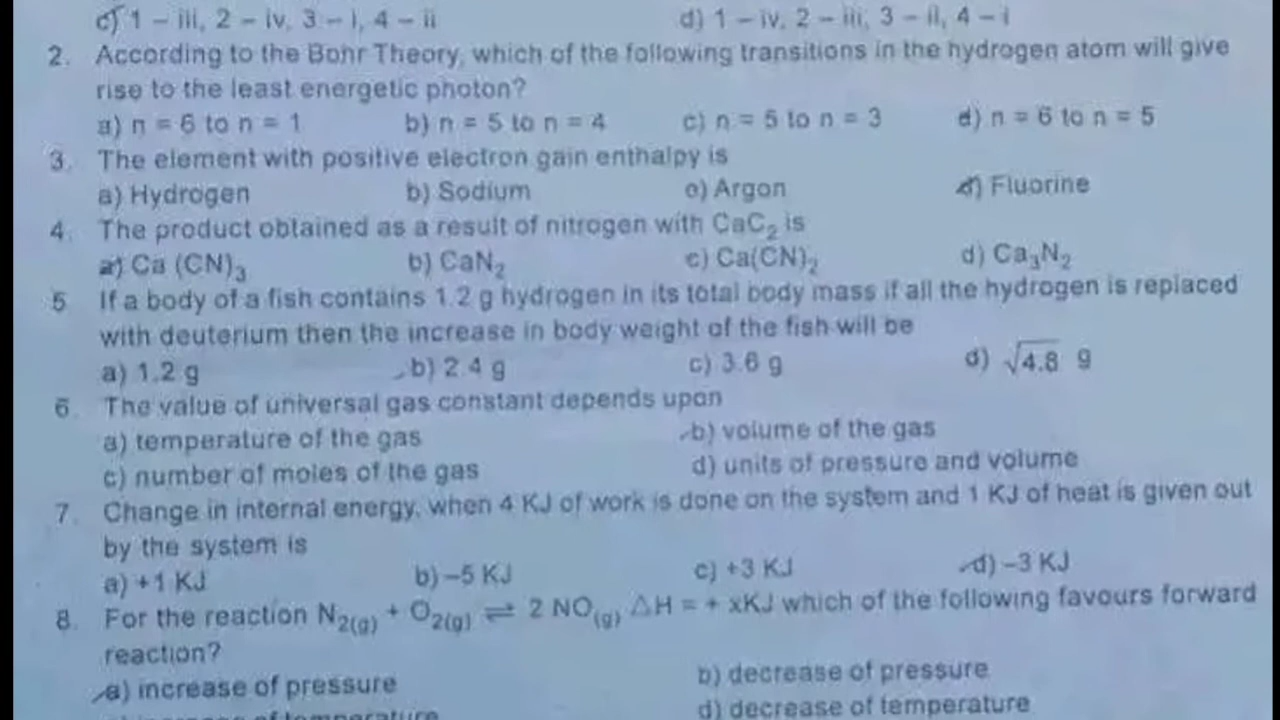 c) 1 – iii, 2 – iv, 3 – i, 4 – ii d) 1 – iv, 2 – iii, 3 – ii, 4 – i
2. According to the Bohr Theory, which of the following transitions in the hydrogen atom will give
rise to the least energetic photon?
a) n = 6 to n = 1 b) n = 5 to n = 4 c) n = 5 to n = 3 d) n = 6 to n = 5
3. The element with positive electron gain enthalpy is
a) Hydrogen b) Sodium c) Argon d) Fluorine
4. The product obtained as a result of nitrogen with CaC₂ is
a) Ca (CN)₃ b) CaN₂ c) Ca(CN)₂ d) Ca₃N₂
5 If a body of a fish contains 1.2 g hydrogen in its total body mass if all the hydrogen is replaced
with deuterium then the increase in body weight of the fish will be
a) 1.2 g b) 2.4 g c) 3.6 g d) √4.8 g
6. The value of universal gas constant depends upon
a) temperature of the gas b) volume of the gas
c) number of moles of the gas d) units of pressure and volume
7. Change in internal energy, when 4 KJ of work is done on the system and 1 KJ of heat is given out
by the system is
a) +1 KJ b) –5 KJ c) +3 KJ d) –3 KJ
8. For the reaction N₂(g) + O₂(g) ⇌ 2 NO(g) △H = + xKJ which of the following favours forward
reaction?
a) increase of pressure b) decrease of pressure
of temperature d) decrease of temperature